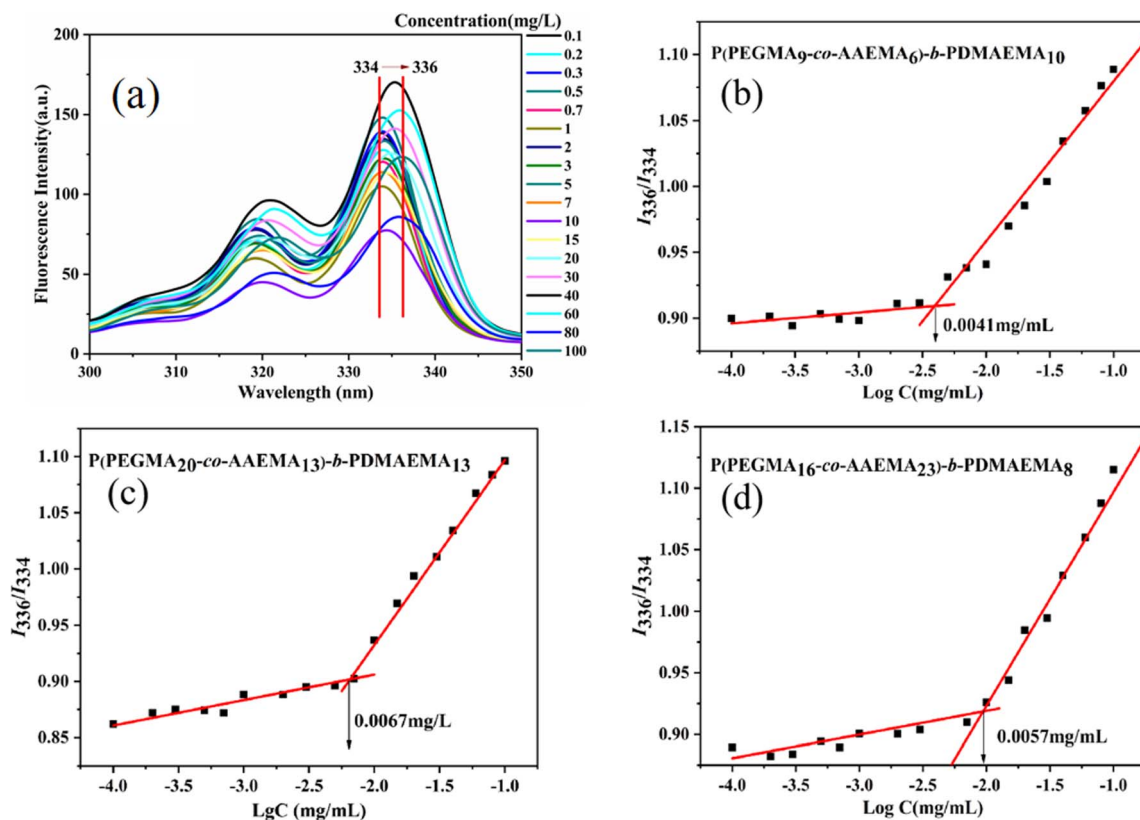 Concentration(mg/L)
(a)
334 → 336
0.1
0.2
0.3
0.5
0.7
1
2
3
5
7
10
15
20
30
40
60
80
100
Fluorescence Intensity(a.u.)
200
150
100
50
0
300 310 320 330 340 350
Wavelength (nm)
P(PEGMA9-co-AAEMA6)-b-PDMAEMA10
(b)
I336/I334
1.10
1.05
1.00
0.95
0.90
0.0041mg/mL
-4.0 -3.5 -3.0 -2.5 -2.0 -1.5 -1.0
Log C(mg/mL)
P(PEGMA20-co-AAEMA13)-b-PDMAEMA13
(c)
I336/I334
1.10
1.05
1.00
0.95
0.90
0.85
0.0067mg/L
-4.0 -3.5 -3.0 -2.5 -2.0 -1.5 -1.0
LgC (mg/mL)
P(PEGMA16-co-AAEMA23)-b-PDMAEMA8
(d)
I336/I334
1.15
1.10
1.05
1.00
0.95
0.90
0.0057mg/mL
-4.0 -3.5 -3.0 -2.5 -2.0 -1.5 -1.0
Log C(mg/mL)